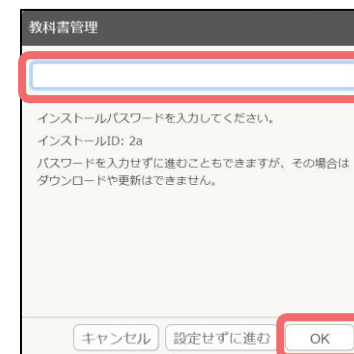 教科書管理
インストールパスワードを入力してください。
インストールID: 2a
パスワードを入力せずに進むこともできますが、その場合は
ダウンロードや更新はできません。
キャンセル 設定せずに進む OK